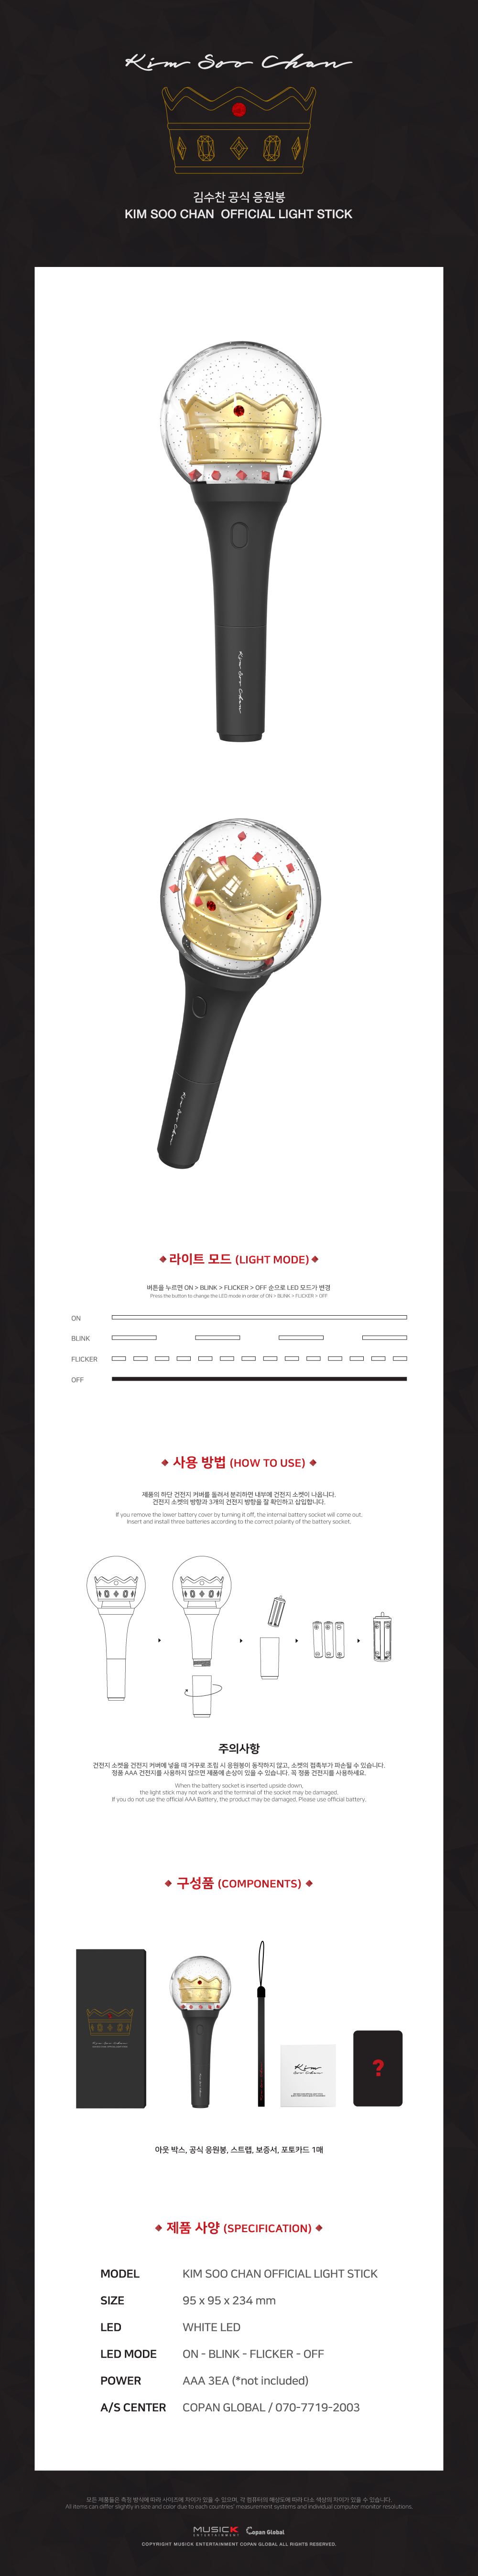 Kim Soo Chan
김수찬 공식 응원봉
KIM SOO CHAN OFFICIAL LIGHT STICK
Kim Soo Chan
Kim Soo Chan
라이트 모드 (LIGHT MODE)
버튼을 누르면 ON > BLINK > FLICKER > OFF 순으로 LED 모드가 변경
Press the button to change the LED mode in order of ON > BLINK > FLICKER > OFF
ON
BLINK
FLICKER
OFF
사용 방법 (HOW TO USE)
제품의 하단 건전지 커버를 돌려서 분리하면 내부에 건전지 소켓이 나옵니다.
건전지 소켓의 방향과 3개의 건전지 방향을 잘 확인하고 삽입합니다.
If you remove the lower battery cover by turning it off, the internal battery socket will come out.
Insert and install three batteries according to the correct polarity of the battery socket.
주의사항
건전지 소켓을 건전지 커버에 넣을 때 거꾸로 조립 시 응원봉이 동작하지 않고, 소켓의 접촉부가 파손될 수 있습니다.
정품 AAA 건전지를 사용하지 않으면 제품에 손상이 있을 수 있습니다. 꼭 정품 건전지를 사용하세요.
When the battery socket is inserted upside down,
the light stick may not work and the terminal of the socket may be damaged.
If you do not use the official AAA Battery, the product may be damaged. Please use official battery.
구성품 (COMPONENTS)
Kim Soo Chan
Kim
Soo Chan
?
아웃 박스, 공식 응원봉, 스트랩, 보증서, 포토카드 1매
제품 사양 (SPECIFICATION)
MODEL KIM SOO CHAN OFFICIAL LIGHT STICK
SIZE 95 x 95 x 234 mm
LED WHITE LED
LED MODE ON - BLINK - FLICKER - OFF
POWER AAA 3EA (*not included)
A/S CENTER COPAN GLOBAL / 070-7719-2003
모든 제품들은 측정 방식에 따라 사이즈에 차이가 있을 수 있으며, 각 컴퓨터의 해상도에 따라 다소 색상의 차이가 있을 수 있습니다.
All items can differ slightly in size and color due to each countries' measurement systems and individual computer monitor resolutions.
MUSICK ENTERTAINMENT Copan Global
COPYRIGHT MUSICK ENTERTAINMENT COPAN GLOBAL ALL RIGHTS RESERVED.